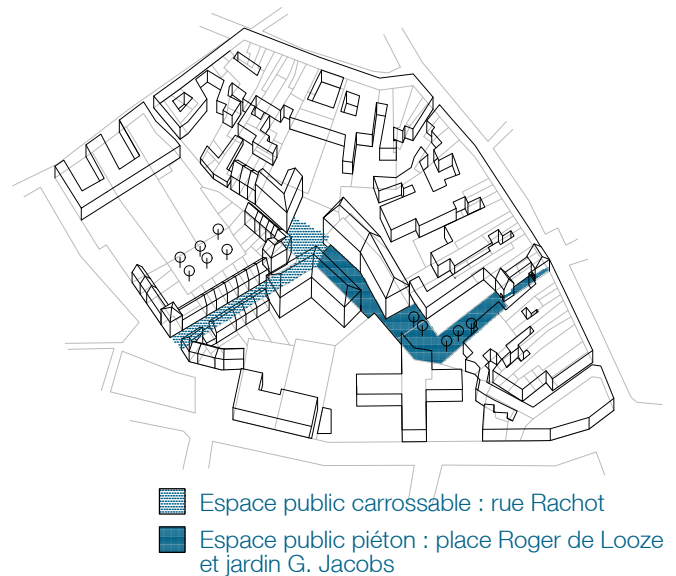 Espace public carrossable : rue Rachot
Espace public piéton : place Roger de Looze
et jardin G. Jacobs